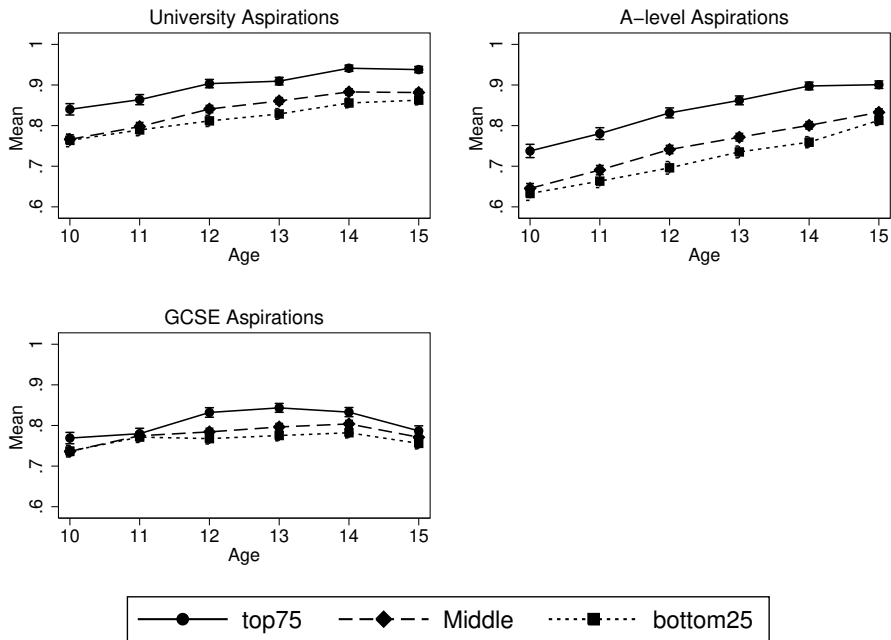 University Aspirations
Mean
1
.9
.8
.7
.6
10 11 12 13 14 15
Age
A−level Aspirations
Mean
1
.9
.8
.7
.6
10 11 12 13 14 15
Age
GCSE Aspirations
Mean
1
.9
.8
.7
.6
10 11 12 13 14 15
Age
top75 Middle bottom25